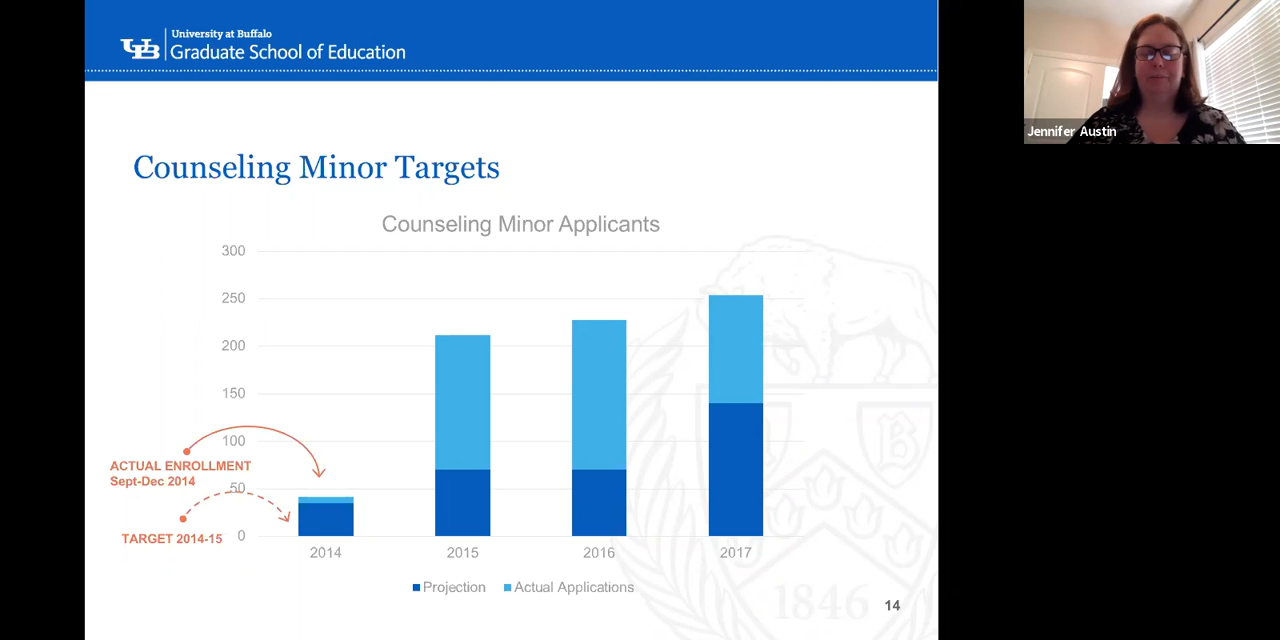 University at Buffalo
UB Graduate School of Education
Jennifer Austin
Counseling Minor Targets
Counseling Minor Applicants
300
250
200
150
100
50
0
ACTUAL ENROLLMENT
Sept-Dec 2014
TARGET 2014-15
2014 2015 2016 2017
Projection Actual Applications
1846
14
B